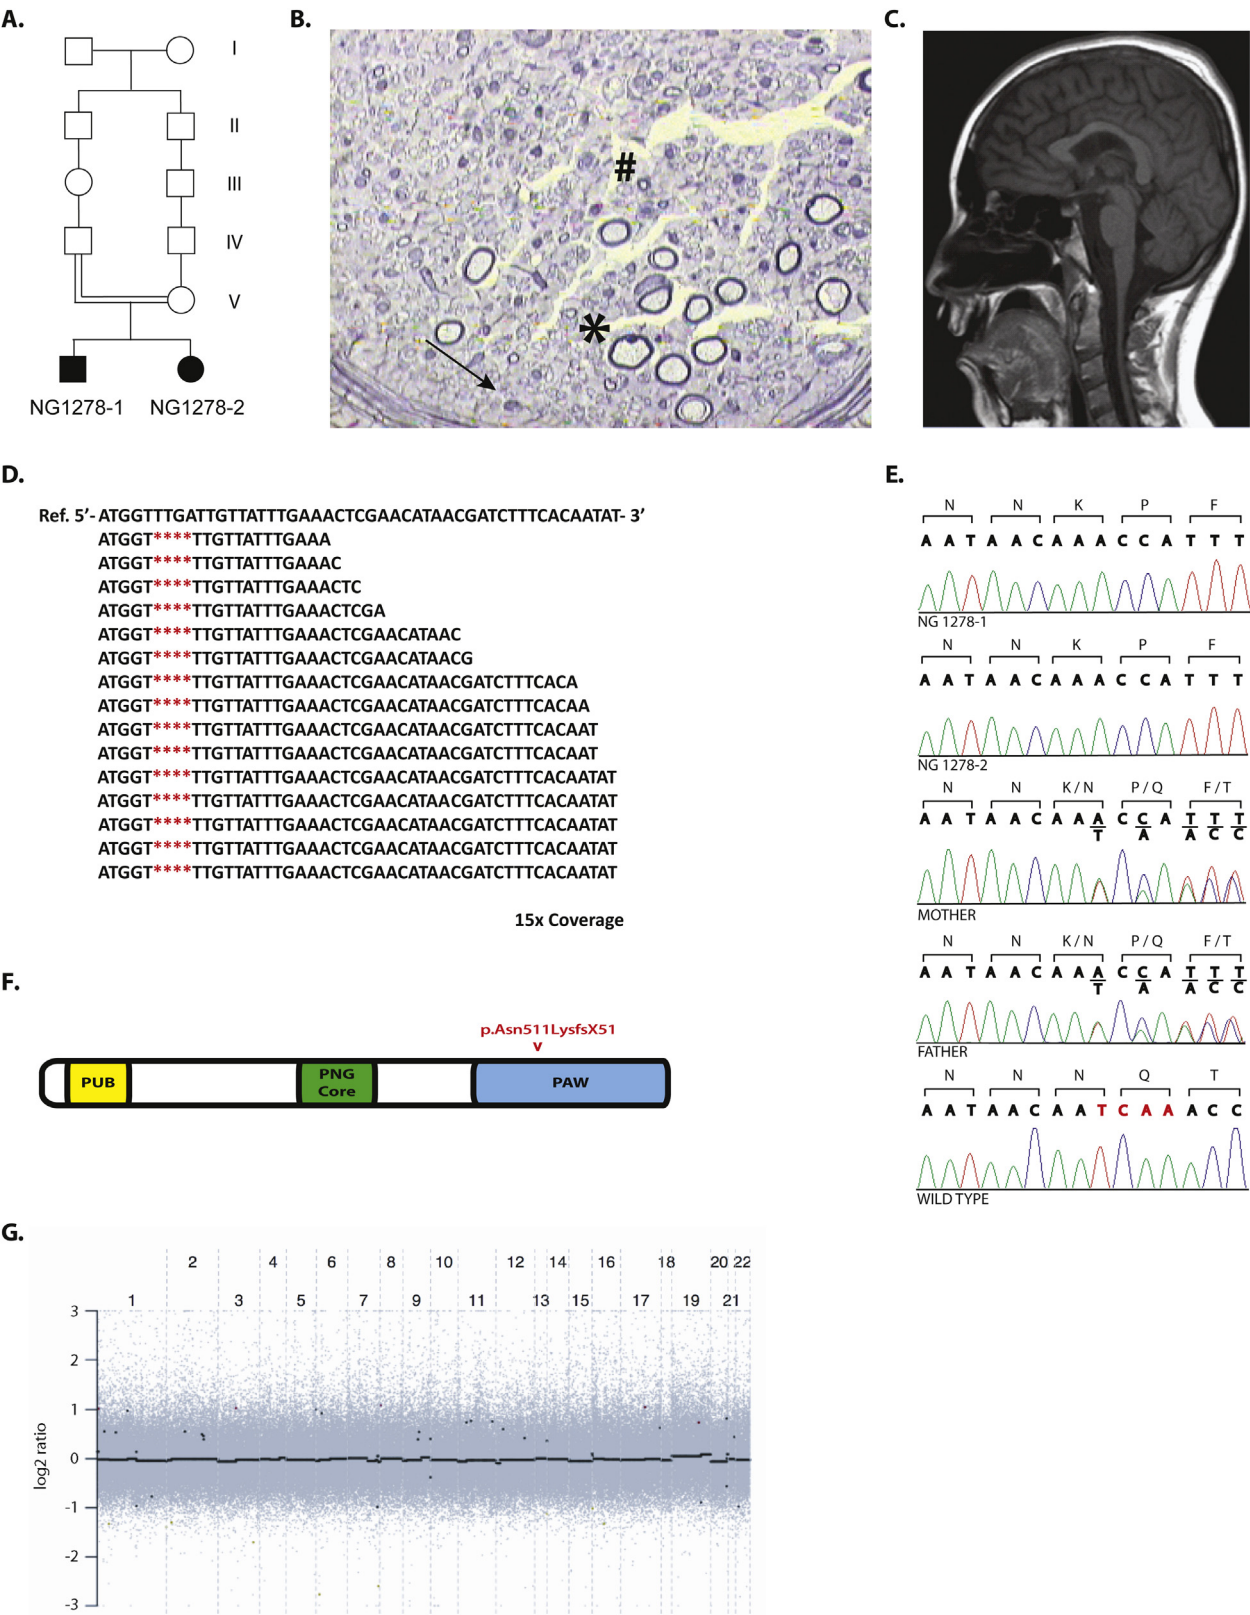 A.
I
II
III
IV
V
NG1278-1 NG1278-2
B.
#
*
C.
D.
Ref. 5’- ATGGTTTGATTGTTATTTGAAACTCGAACATAACGATCTTTCACAATAT- 3’
ATGGT****TTGTTATTTGAAA
ATGGT****TTGTTATTTGAAAC
ATGGT****TTGTTATTTGAAACTC
ATGGT****TTGTTATTTGAAACTCGA
ATGGT****TTGTTATTTGAAACTCGAACATAAC
ATGGT****TTGTTATTTGAAACTCGAACATAACG
ATGGT****TTGTTATTTGAAACTCGAACATAACGATCTTTCACA
ATGGT****TTGTTATTTGAAACTCGAACATAACGATCTTTCACAA
ATGGT****TTGTTATTTGAAACTCGAACATAACGATCTTTCACAAT
ATGGT****TTGTTATTTGAAACTCGAACATAACGATCTTTCACAAT
ATGGT****TTGTTATTTGAAACTCGAACATAACGATCTTTCACAATAT
ATGGT****TTGTTATTTGAAACTCGAACATAACGATCTTTCACAATAT
ATGGT****TTGTTATTTGAAACTCGAACATAACGATCTTTCACAATAT
ATGGT****TTGTTATTTGAAACTCGAACATAACGATCTTTCACAATAT
ATGGT****TTGTTATTTGAAACTCGAACATAACGATCTTTCACAATAT
15x Coverage
E.
N N K P F
A A T A A C A A A C C A T T T
NG 1278-1
N N K P F
A A T A A C A A A C C A T T T
NG 1278-2
N N K / N P / Q F / T
A A T A A C A A A C C A T T T
T A A C C
MOTHER
N N K / N P / Q F / T
A A T A A C A A A C C A T T T
T A A C C
FATHER
N N N Q T
A A T A A C A A T C A A A C C
WILD TYPE
F.
p.Asn511LysfsX51
v
PUB
PNG
Core
PAW
G.
2 4 6 8 10 12 14 16 18 20 22
1 3 5 7 9 11 13 15 17 19 21
3
2
1
0
-1
-2
-3
log2 ratio